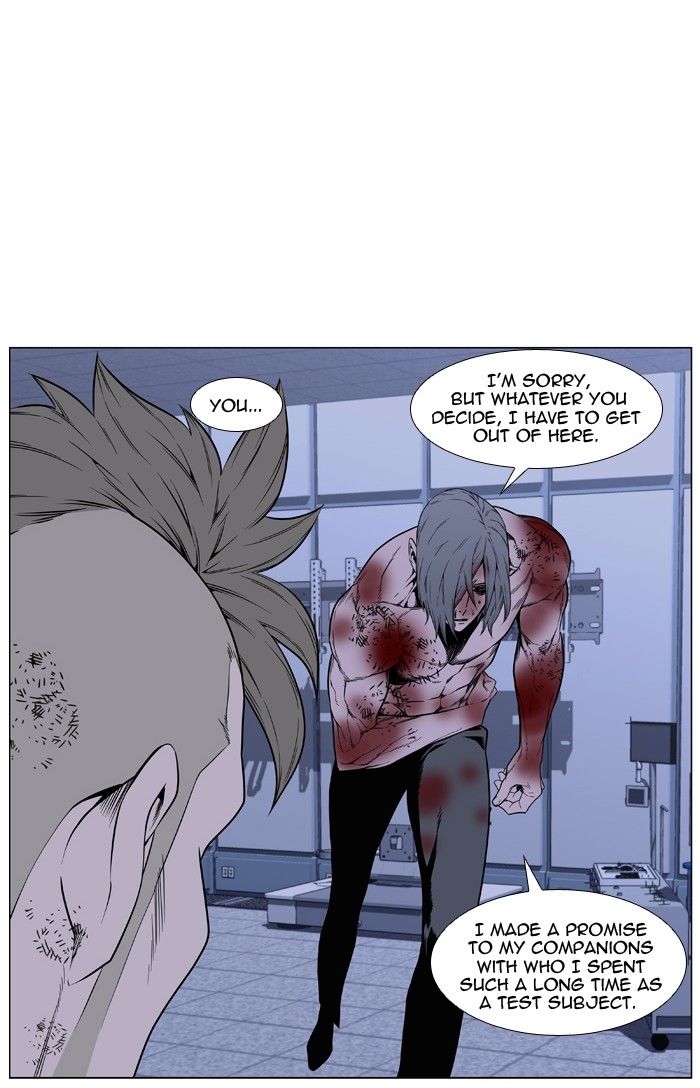 YOU...
I'M SORRY,
BUT WHATEVER YOU
DECIDE, I HAVE TO GET
OUT OF HERE.
I MADE A PROMISE
TO MY COMPANIONS
WITH WHO I SPENT
SUCH A LONG TIME AS
A TEST SUBJECT.